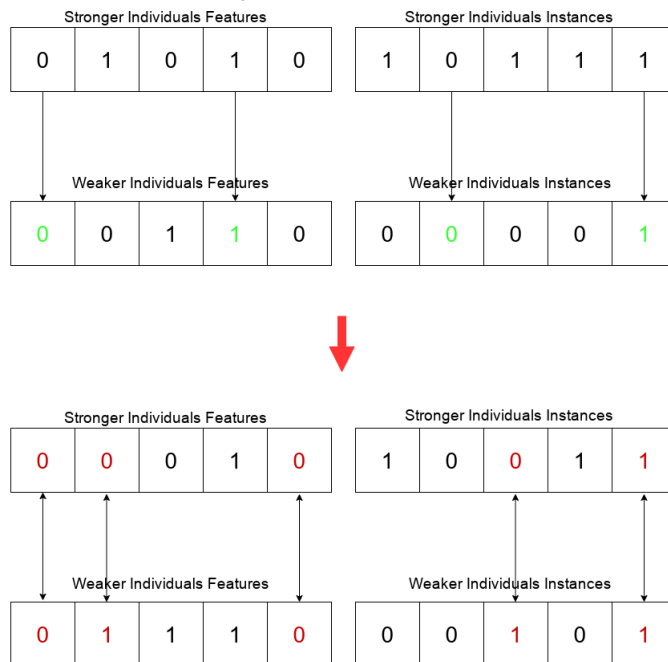 Stronger Individuals Features Stronger Individuals Instances
0 1 0 1 0 1 0 1 1 1
Weaker Individuals Features Weaker Individuals Instances
0 0 1 1 0 0 0 0 0 1
Stronger Individuals Features Stronger Individuals Instances
0 0 0 1 0 1 0 0 1 1
Weaker Individuals Features Weaker Individuals Instances
0 1 1 1 0 0 0 1 0 1